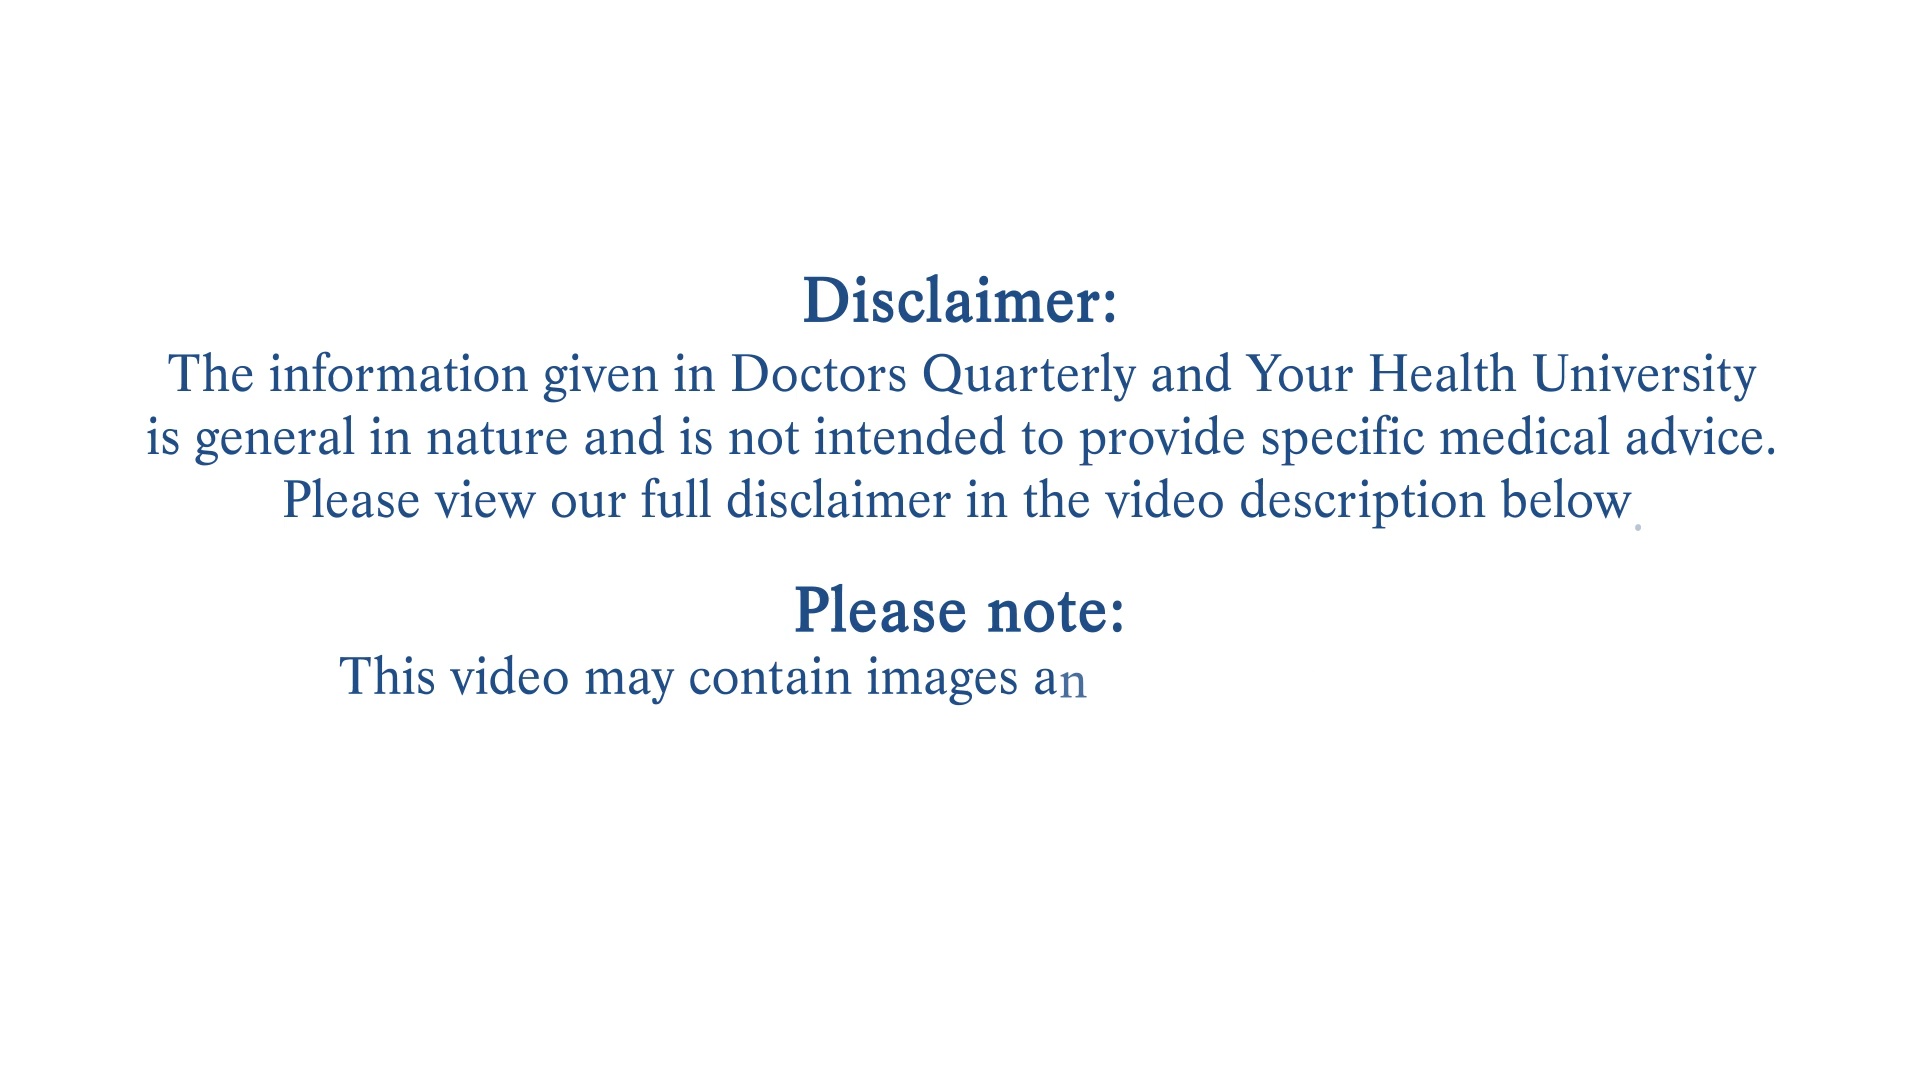 Disclaimer:
The information given in Doctors Quarterly and Your Health University
is general in nature and is not intended to provide specific medical advice.
Please view our full disclaimer in the video description below.
Please note:
This video may contain images an